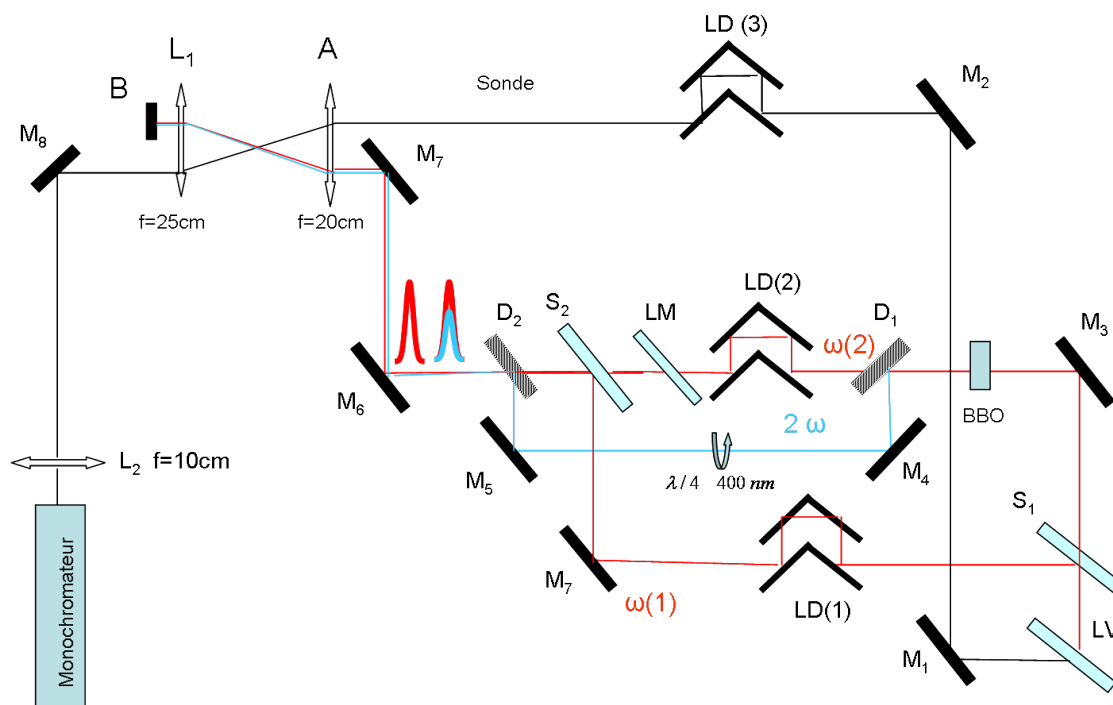 LD (3)
L₁
A
M₂
B
Sonde
M₈
M₇
f=25cm
f=20cm
LD(2)
S₂
LM
D₂
D₁
M₃
ω(2)
M₆
BBO
2 ω
L₂ f=10cm
M₅
λ/4 400 nm
M₄
S₁
M₇
ω(1)
LD(1)
LV
M₁
Monochromateur